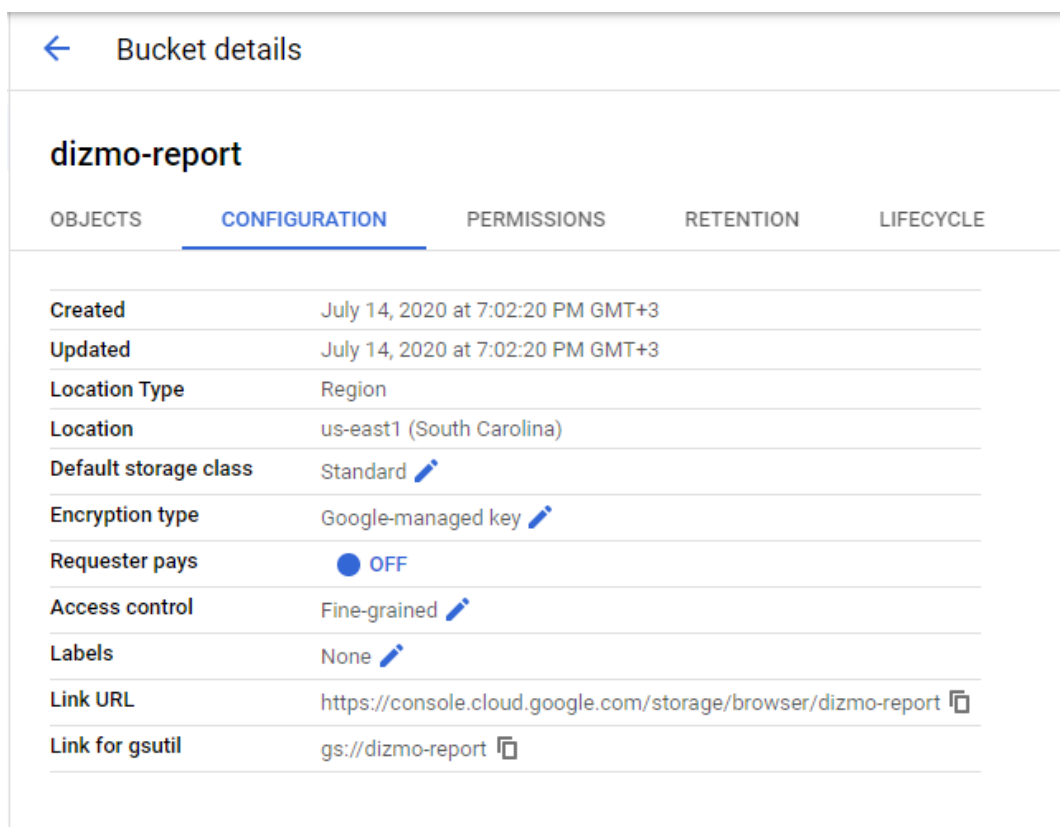 Bucket details
dizmo-report
OBJECTS CONFIGURATION PERMISSIONS RETENTION LIFECYCLE
Created July 14, 2020 at 7:02:20 PM GMT+3
Updated July 14, 2020 at 7:02:20 PM GMT+3
Location Type Region
Location us-east1 (South Carolina)
Default storage class Standard
Encryption type Google-managed key
Requester pays OFF
Access control Fine-grained
Labels None
Link URL https://console.cloud.google.com/storage/browser/dizmo-report
Link for gsutil gs://dizmo-report